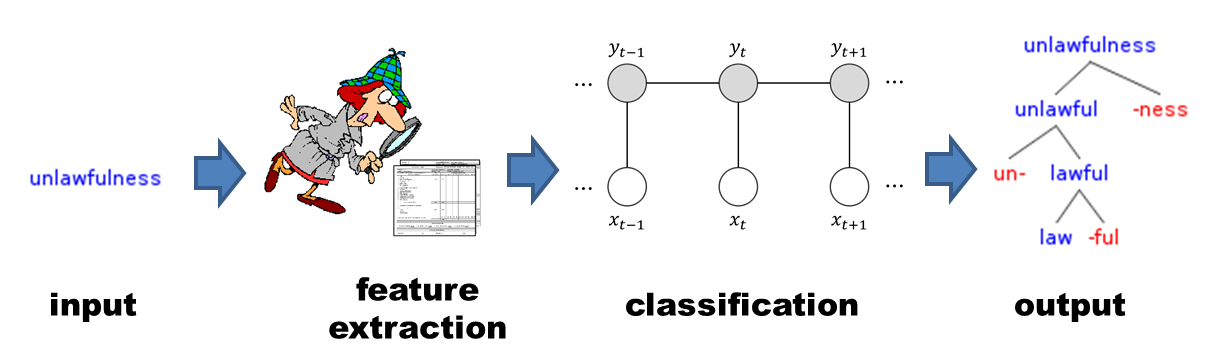 unlawfulness
input
feature
extraction
... y_{t-1} y_t y_{t+1} ...
... x_{t-1} x_t x_{t+1} ...
classification
unlawfulness
unlawful -ness
un- lawful
law -ful
output